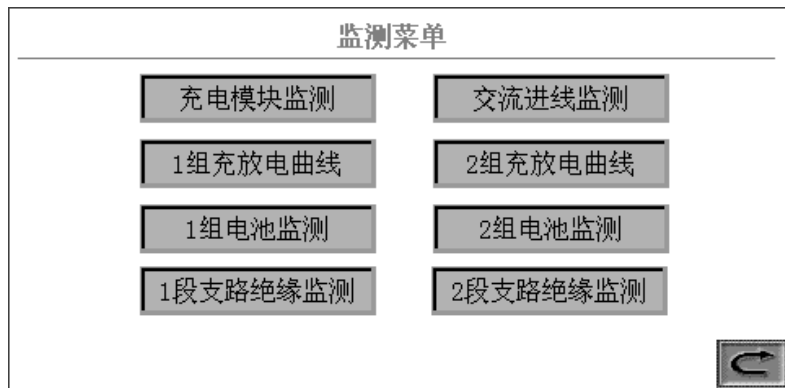 监测菜单
充电模块监测
交流进线监测
1组充放电曲线
2组充放电曲线
1组电池监测
2组电池监测
1段支路绝缘监测
2段支路绝缘监测